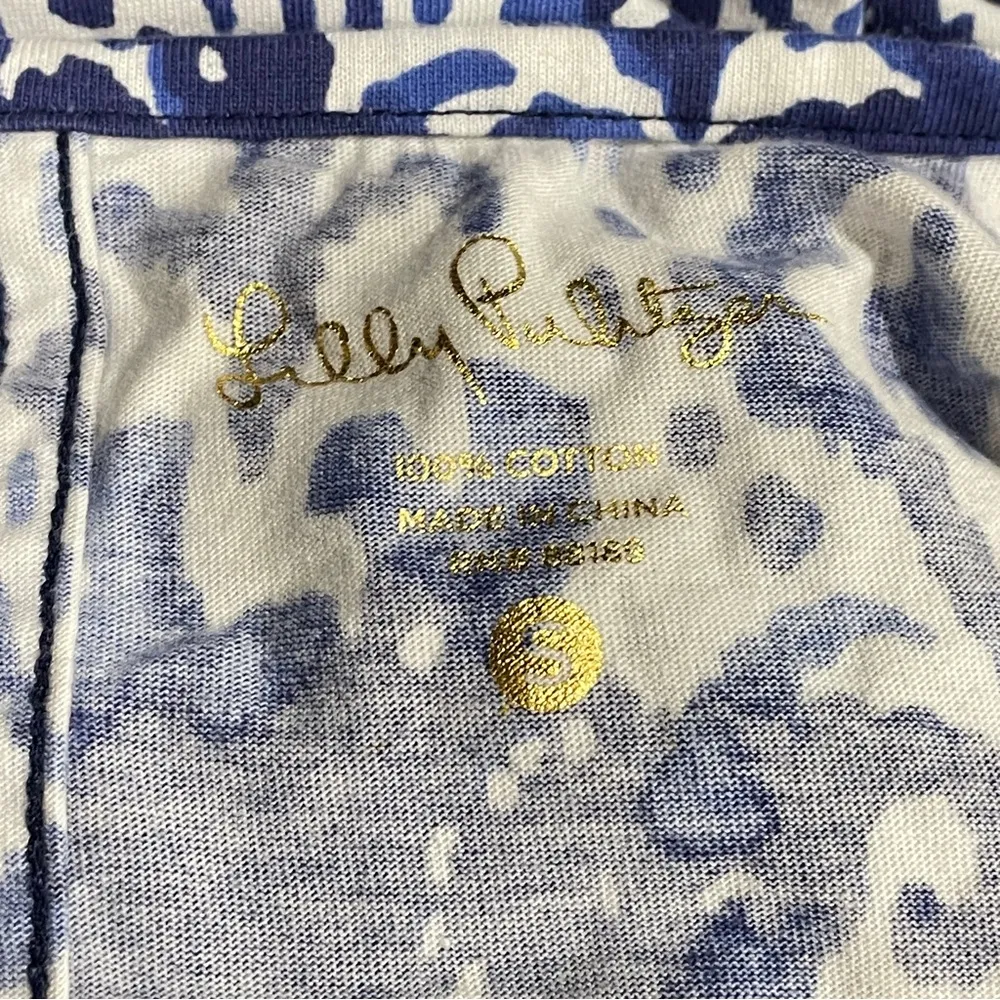 Lilly Pulitzer
100% COTTON
MADE IN CHINA
S